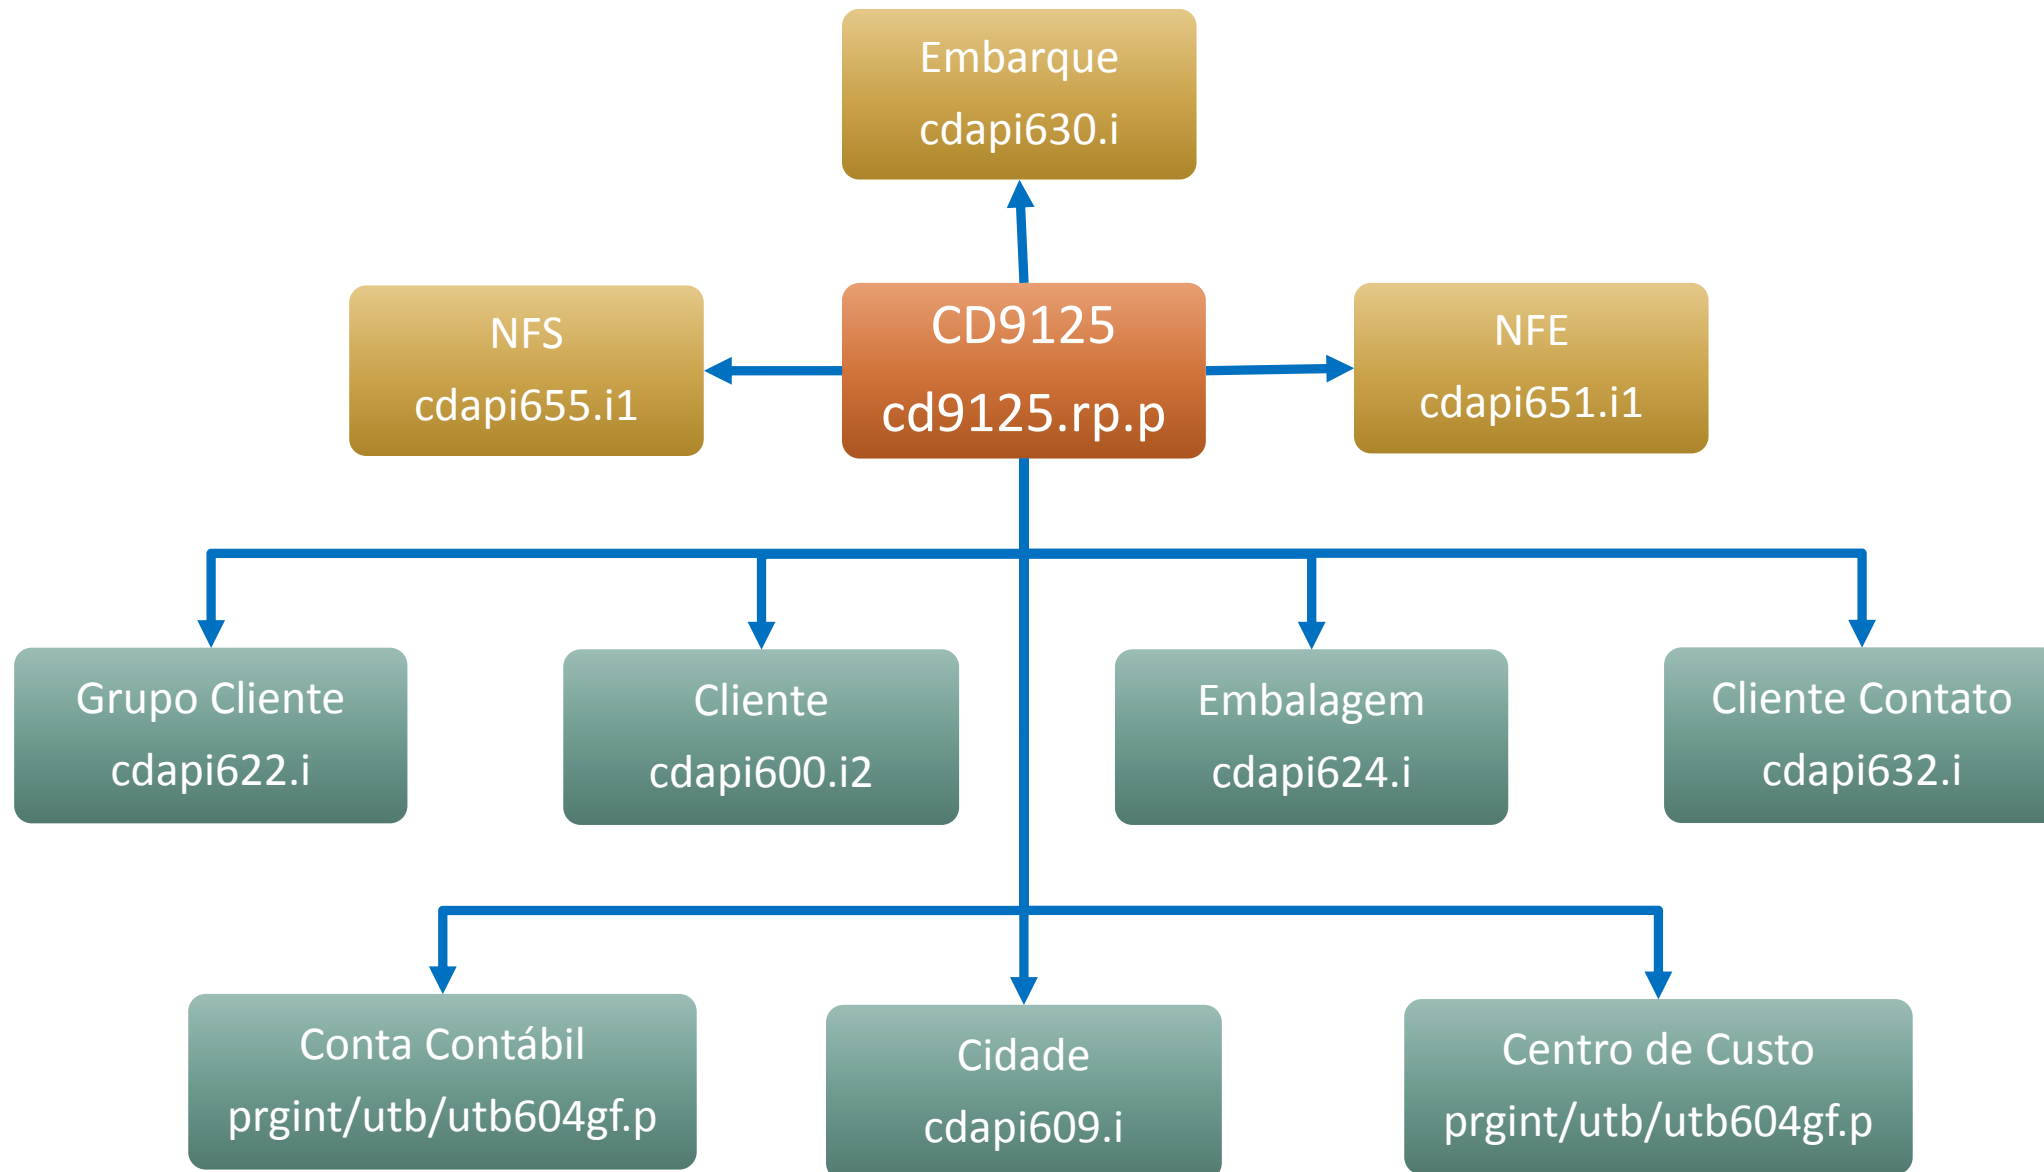 Embarque
cdapi630.i
NFS
cdapi655.i1
CD9125
cd9125.rp.p
NFE
cdapi651.i1
Grupo Cliente
cdapi622.i
Cliente
cdapi600.i2
Embalagem
cdapi624.i
Cliente Contato
cdapi632.i
Conta Contábil
prgint/utb/utb604gf.p
Cidade
cdapi609.i
Centro de Custo
prgint/utb/utb604gf.p